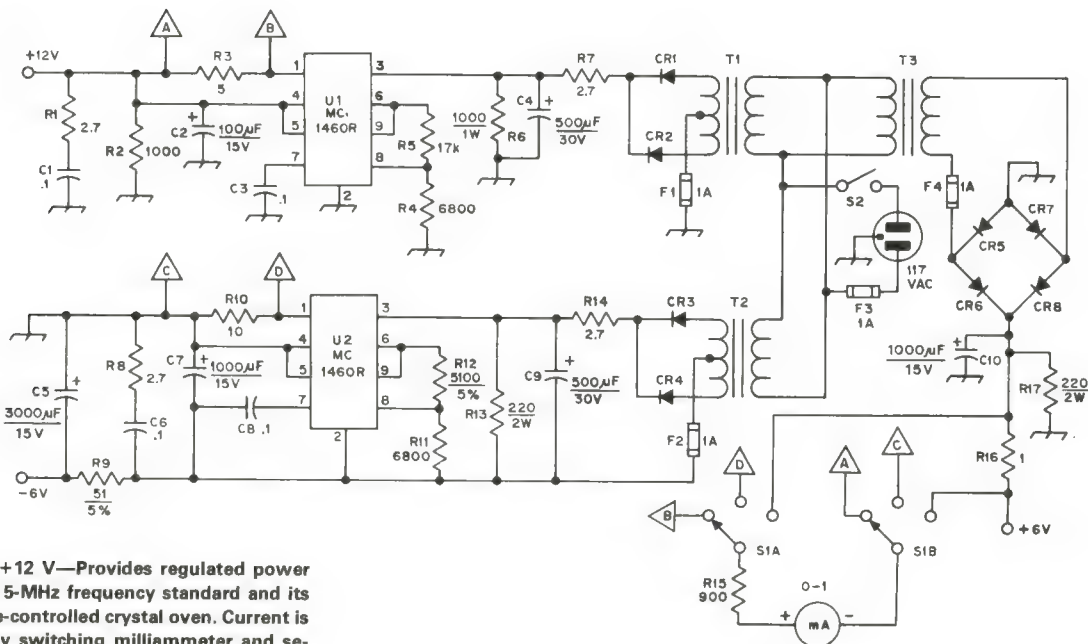 A
B
+12V
R3
5
R1
2.7
C1
.1
R2
1000
C2
100µF
15V
C3
.1
1
4
5
7
U1
MC
1460R
2
3
6
9
8
R5
17k
R4
6800
1000
1W
R6
C4
500µF
30V
R7
2.7
CR1
CR2
T1
F1
1A
T3
S2
117
VAC
F3
1A
F4
1A
CR5
CR7
CR6
CR8
C
D
C5
3000µF
15V
R8
2.7
C6
.1
C7
1000µF
15V
R10
10
C8 .1
1
4
5
7
U2
MC
1460R
2
3
6
9
8
R12
5100
5%
R11
6800
R13
220
2W
C9
500µF
30V
R14
2.7
CR3
CR4
T2
F2
1A
1000µF
15V
C10
R17
220
2W
R16
1
+6V
-6V
R9
51
5%
D
A
C
B
S1A
S1B
R15
900
0-1
+
mA
-
+12 V—Provides regulated power
5-MHz frequency standard and its
e-controlled crystal oven. Current is
y switching milliammeter and se-